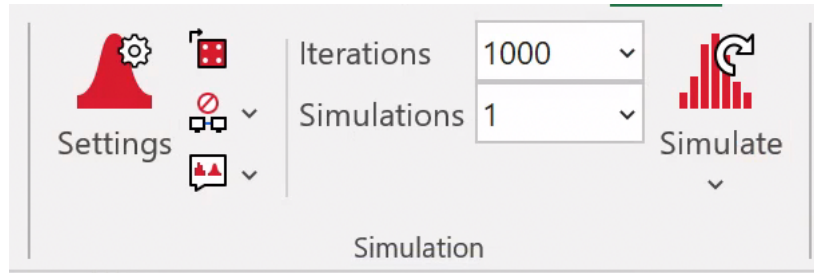 Settings
Iterations 1000
Simulations 1
Simulate
Simulation